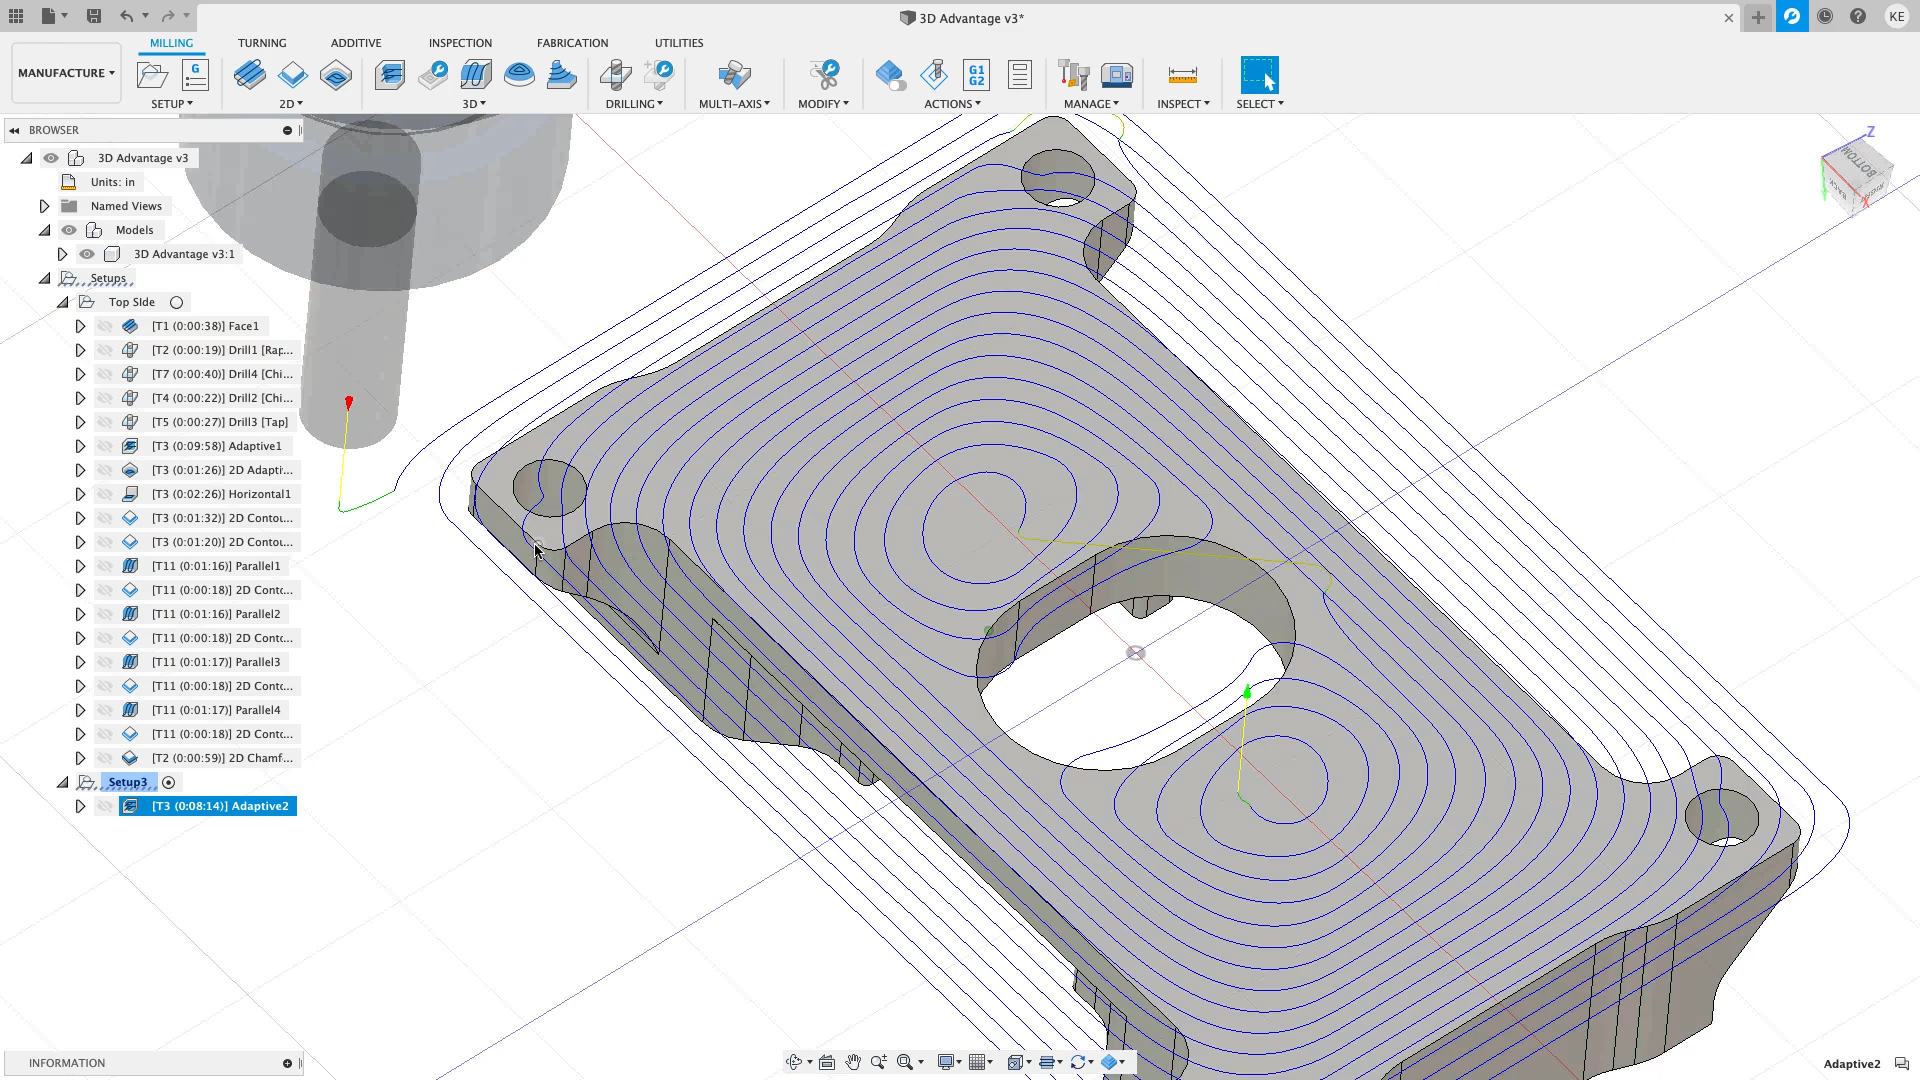 3D Advantage v3*
KE
MANUFACTURE
MILLING
TURNING
ADDITIVE
INSPECTION
FABRICATION
UTILITIES
G
G1
G2
SETUP
2D
3D
DRILLING
MULTI-AXIS
MODIFY
ACTIONS
MANAGE
INSPECT
SELECT
BROWSER
3D Advantage v3
Units: in
Named Views
Models
3D Advantage v3:1
Setups
Top SIde
[T1 (0:00:38)] Face1
[T2 (0:00:19)] Drill1 [Rap...
[T7 (0:00:40)] Drill4 [Chi...
[T4 (0:00:22)] Drill2 [Chi...
[T5 (0:00:27)] Drill3 [Tap]
[T3 (0:09:58)] Adaptive1
[T3 (0:01:26)] 2D Adapti...
[T3 (0:02:26)] Horizontal1
[T3 (0:01:32)] 2D Contou...
[T3 (0:01:20)] 2D Contou...
[T11 (0:01:16)] Parallel1
[T11 (0:00:18)] 2D Conto...
[T11 (0:01:16)] Parallel2
[T11 (0:00:18)] 2D Conto...
[T11 (0:01:17)] Parallel3
[T11 (0:00:18)] 2D Conto...
[T11 (0:01:17)] Parallel4
[T11 (0:00:18)] 2D Conto...
[T2 (0:00:59)] 2D Chamf...
Setup3
[T3 (0:08:14)] Adaptive2
Z
BOTTOM
BACK
X
INFORMATION
Adaptive2